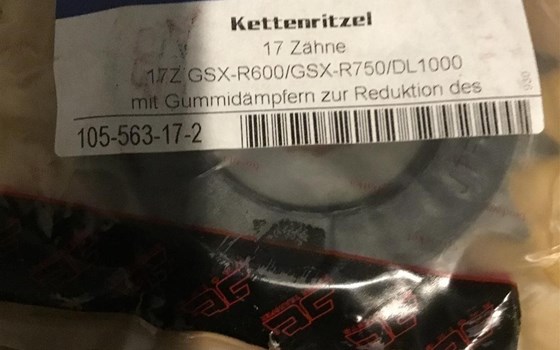 Kettenritzel
17 Zähne
17Z GSX-R600/GSX-R750/DL1000
mit Gummidämpfern zur Reduktion des
105-563-17-2